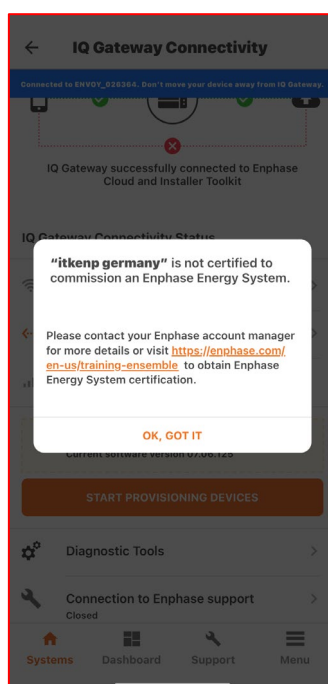 IQ Gateway Connectivity
Connected to ENVOY_028364. Don't move your device away from IQ Gateway.
IQ Gateway successfully connected to Enphase
Cloud and Installer Toolkit
IQ Gateway Connectivity Status
“itkenp germany” is not certified to
commission an Enphase Energy System.
Please contact your Enphase account manager
for more details or visit https://enphase.com/
en-us/training-ensemble to obtain Enphase
Energy System certification.
OK, GOT IT
Current software version 07.06.125
START PROVISIONING DEVICES
Diagnostic Tools
Connection to Enphase support
Closed
Systems Dashboard Support Menu